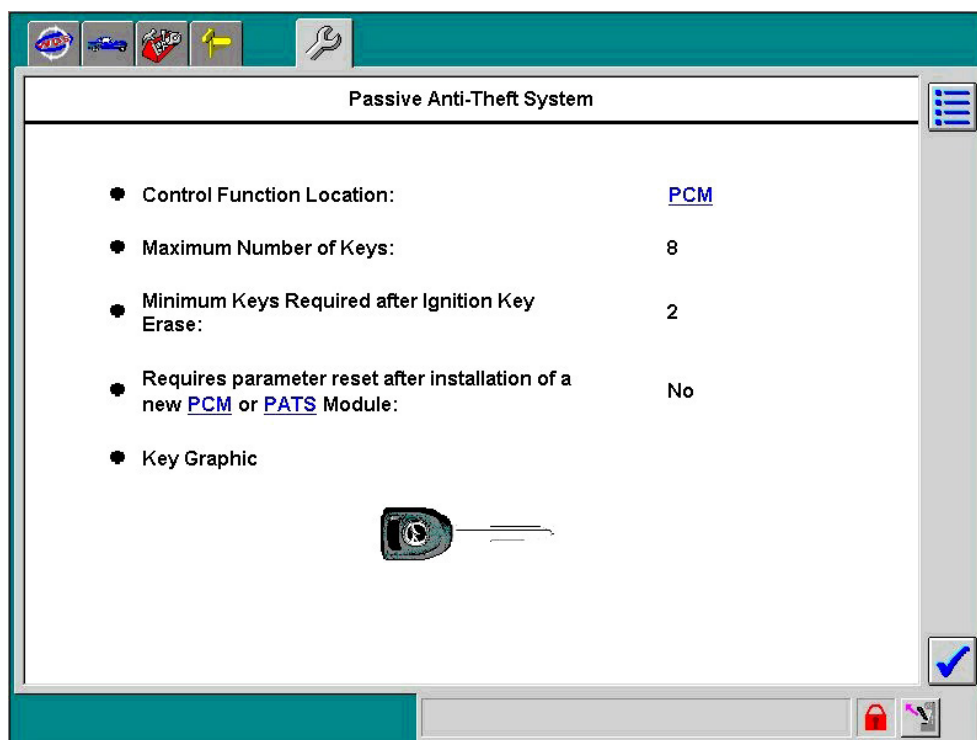 Passive Anti-Theft System
Control Function Location: PCM
Maximum Number of Keys: 8
Minimum Keys Required after Ignition Key
Erase: 2
Requires parameter reset after installation of a
new PCM or PATS Module: No
Key Graphic